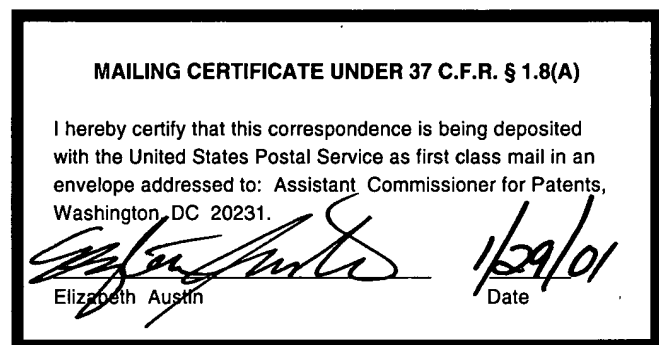 MAILING CERTIFICATE UNDER 37 C.F.R. § 1.8(A)
I hereby certify that this correspondence is being deposited
with the United States Postal Service as first class mail in an
envelope addressed to: Assistant Commissioner for Patents,
Washington, DC 20231.
1/29/01
Elizabeth Austin Date